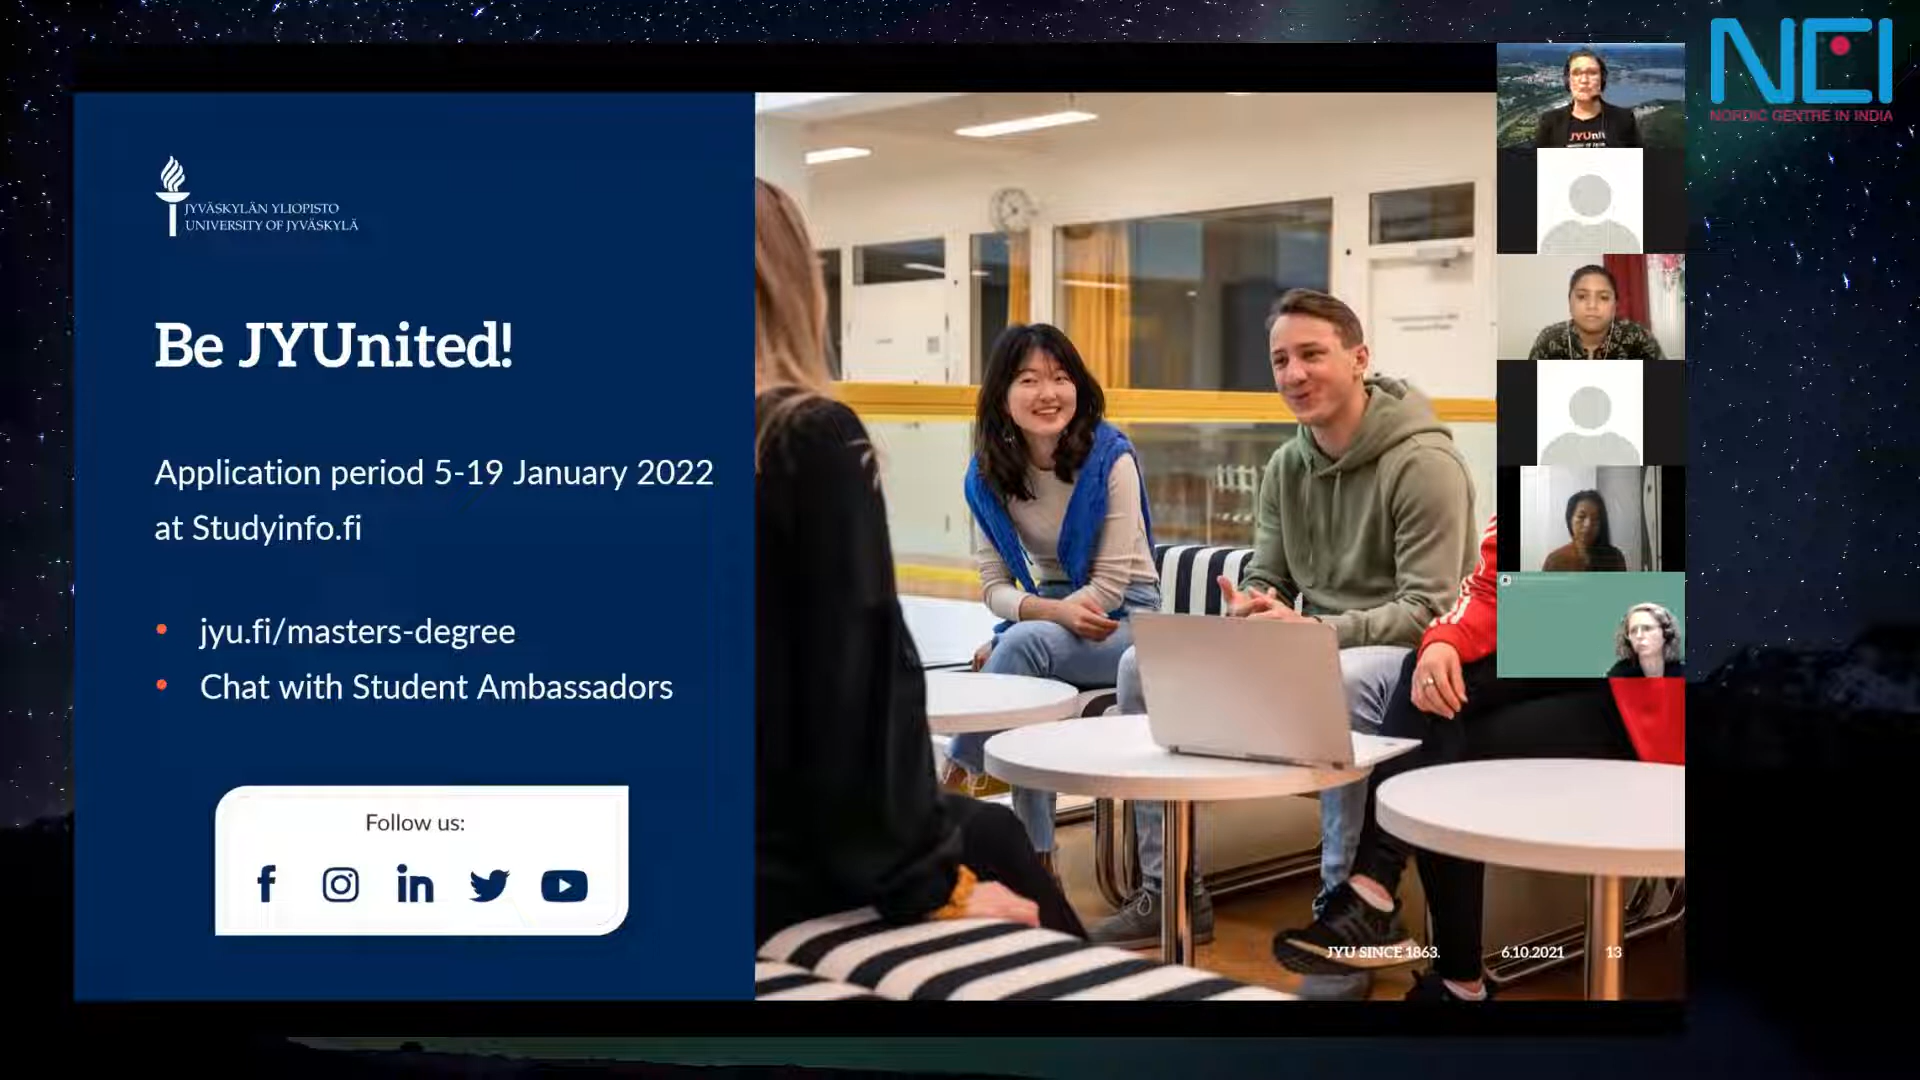 NCI
NORDIC CENTRE IN INDIA
JYVÄSKYLÄN YLIOPISTO
UNIVERSITY OF JYVÄSKYLÄ
Be JYUnited!
Application period 5-19 January 2022
at Studyinfo.fi
jyu.fi/masters-degree
Chat with Student Ambassadors
Follow us:
JYU SINCE 1863.
6.10.2021
13